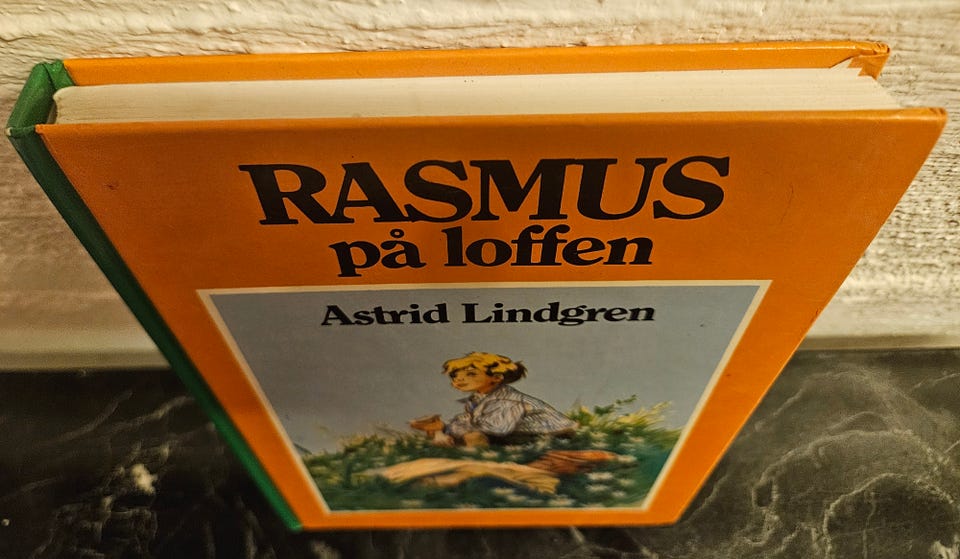 RASMUS
på loffen
Astrid Lindgren